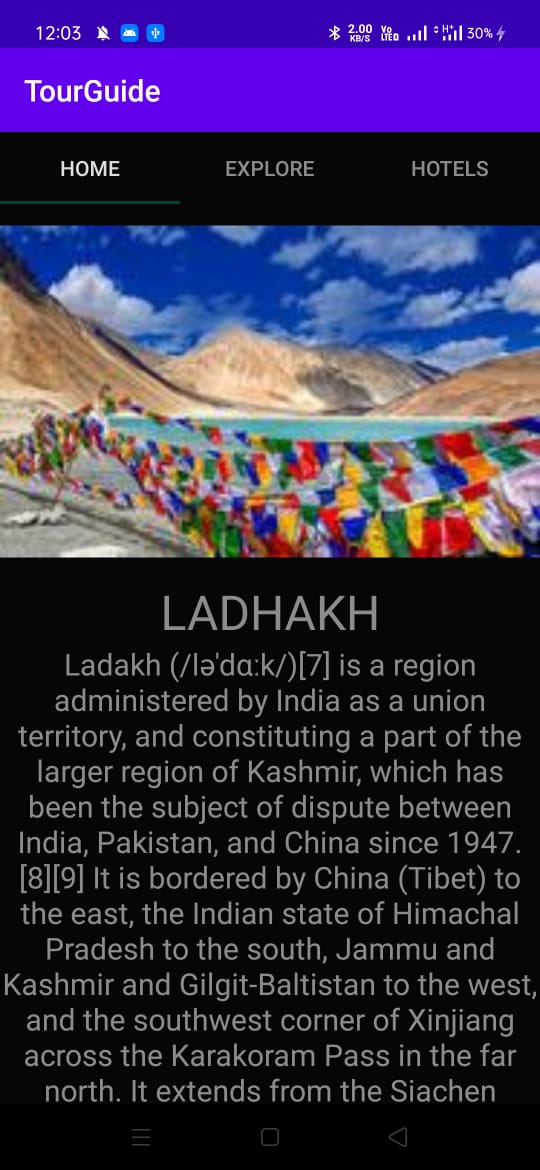 12:03 2.00 KB/S Vo LTED H+ 30%
TourGuide
HOME EXPLORE HOTELS
LADHAKH
Ladakh (/ləˈdɑːk/)[7] is a region
administered by India as a union
territory, and constituting a part of the
larger region of Kashmir, which has
been the subject of dispute between
India, Pakistan, and China since 1947.
[8][9] It is bordered by China (Tibet) to
the east, the Indian state of Himachal
Pradesh to the south, Jammu and
Kashmir and Gilgit-Baltistan to the west,
and the southwest corner of Xinjiang
across the Karakoram Pass in the far
north. It extends from the Siachen